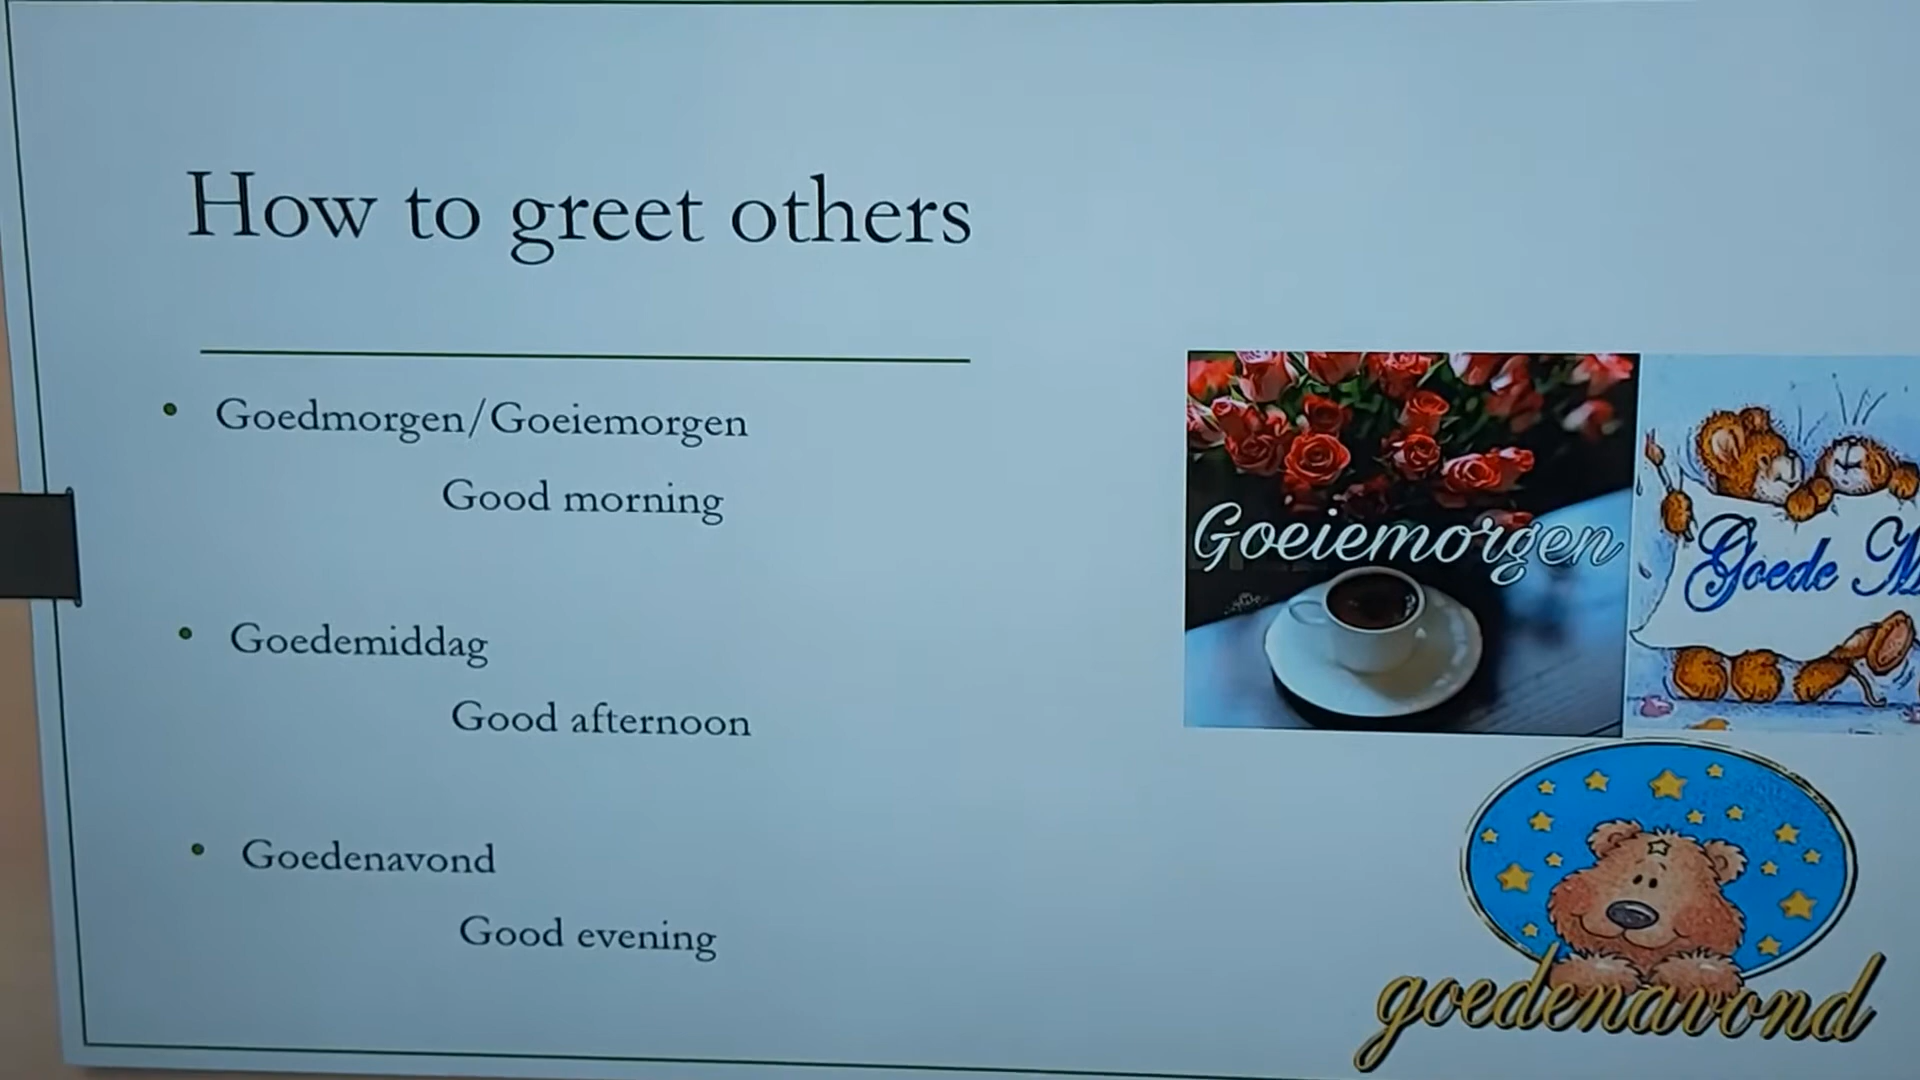 How to greet others
Goedmorgen/Goeiemorgen
Good morning
Goedemiddag
Good afternoon
Goedenavond
Good evening
Goeiemorgen
Goede
goedenavond